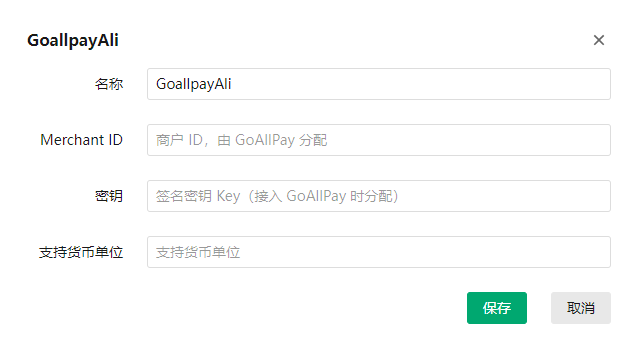 GoallpayAli
名称 GoallpayAli
Merchant ID 商户 ID，由 GoAllPay 分配
密钥 签名密钥 Key（接入 GoAllPay 时分配）
支持货币单位 支持货币单位
保存 取消